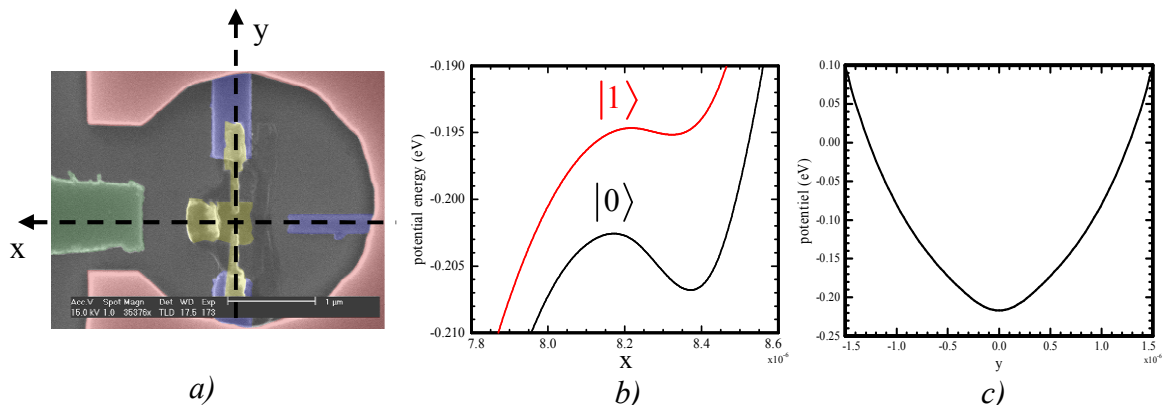 y
x
Acc.V Spot Magn Det WD Exp
15.0 kV 1.0 35376x TLD 17.5 173
1 µm
a)
potential energy (eV)
-0.190
-0.195
-0.200
-0.205
-0.210
|1⟩
|0⟩
7.8 8.0 8.2 8.4 8.6
x
x10⁻⁶
b)
potentiel (eV)
0.10
0.05
0.00
-0.05
-0.10
-0.15
-0.20
-0.25
-1.5 -1.0 -0.5 0.0 0.5 1.0 1.5
y
x10⁻⁶
c)